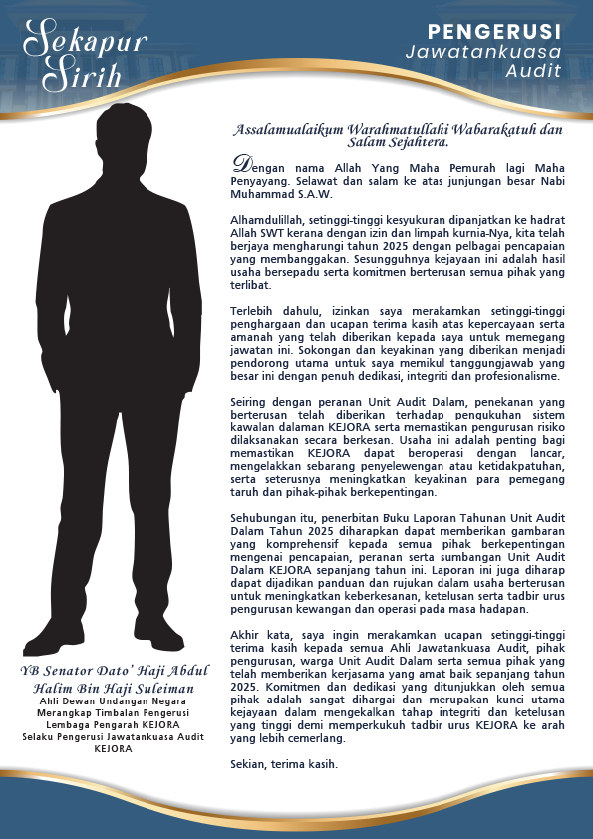 Sekapur
Sirih
PENGERUSI
Jawatankuasa
Audit
Assalamualaikum Warahmatullahi Wabarakatuh dan
Salam Sejahtera.
Dengan nama Allah Yang Maha Pemurah lagi Maha
Penyayang. Selawat dan salam ke atas junjungan besar Nabi
Muhammad S.A.W.
Alhamdulillah, setinggi-tinggi kesyukuran dipanjatkan ke hadrat
Allah SWT kerana dengan izin dan limpah kurnia-Nya, kita telah
berjaya mengharungi tahun 2025 dengan pelbagai pencapaian
yang membanggakan. Sesungguhnya kejayaan ini adalah hasil
usaha bersepadu serta komitmen berterusan semua pihak yang
terlibat.
Terlebih dahulu, izinkan saya merakamkan setinggi-tinggi
penghargaan dan ucapan terima kasih atas kepercayaan serta
amanah yang telah diberikan kepada saya untuk memegang
jawatan ini. Sokongan dan keyakinan yang diberikan menjadi
pendorong utama untuk saya memikul tanggungjawab yang
besar ini dengan penuh dedikasi, integriti dan profesionalisme.
Seiring dengan peranan Unit Audit Dalam, penekanan yang
berterusan telah diberikan terhadap pengukuhan sistem
kawalan dalaman KEJORA serta memastikan pengurusan risiko
dilaksanakan secara berkesan. Usaha ini adalah penting bagi
memastikan KEJORA dapat beroperasi dengan lancar,
mengelakkan sebarang penyelewengan atau ketidakpatuhan,
serta seterusnya meningkatkan keyakinan para pemegang
taruh dan pihak-pihak berkepentingan.
Sehubungan itu, penerbitan Buku Laporan Tahunan Unit Audit
Dalam Tahun 2025 diharapkan dapat memberikan gambaran
yang komprehensif kepada semua pihak berkepentingan
mengenai pencapaian, peranan serta sumbangan Unit Audit
Dalam KEJORA sepanjang tahun ini. Laporan ini juga diharap
dapat dijadikan panduan dan rujukan dalam usaha berterusan
untuk meningkatkan keberkesanan, ketelusan serta tadbir urus
pengurusan kewangan dan operasi pada masa hadapan.
Akhir kata, saya ingin merakamkan ucapan setinggi-tinggi
terima kasih kepada semua Ahli Jawatankuasa Audit, pihak
pengurusan, warga Unit Audit Dalam serta semua pihak yang
telah memberikan kerjasama yang amat baik sepanjang tahun
2025. Komitmen dan dedikasi yang ditunjukkan oleh semua
pihak adalah sangat dihargai dan merupakan kunci utama
kejayaan dalam mengekalkan tahap integriti dan ketelusan
yang tinggi demi memperkukuh tadbir urus KEJORA ke arah
yang lebih cemerlang.
Sekian, terima kasih.
YB Senator Dato' Haji Abdul
Halim Bin Haji Suleiman
Ahli Dewan Undangan Negara
Merangkap Timbalan Pengerusi
Lembaga Pengarah KEJORA
Selaku Pengerusi Jawatankuasa Audit
KEJORA